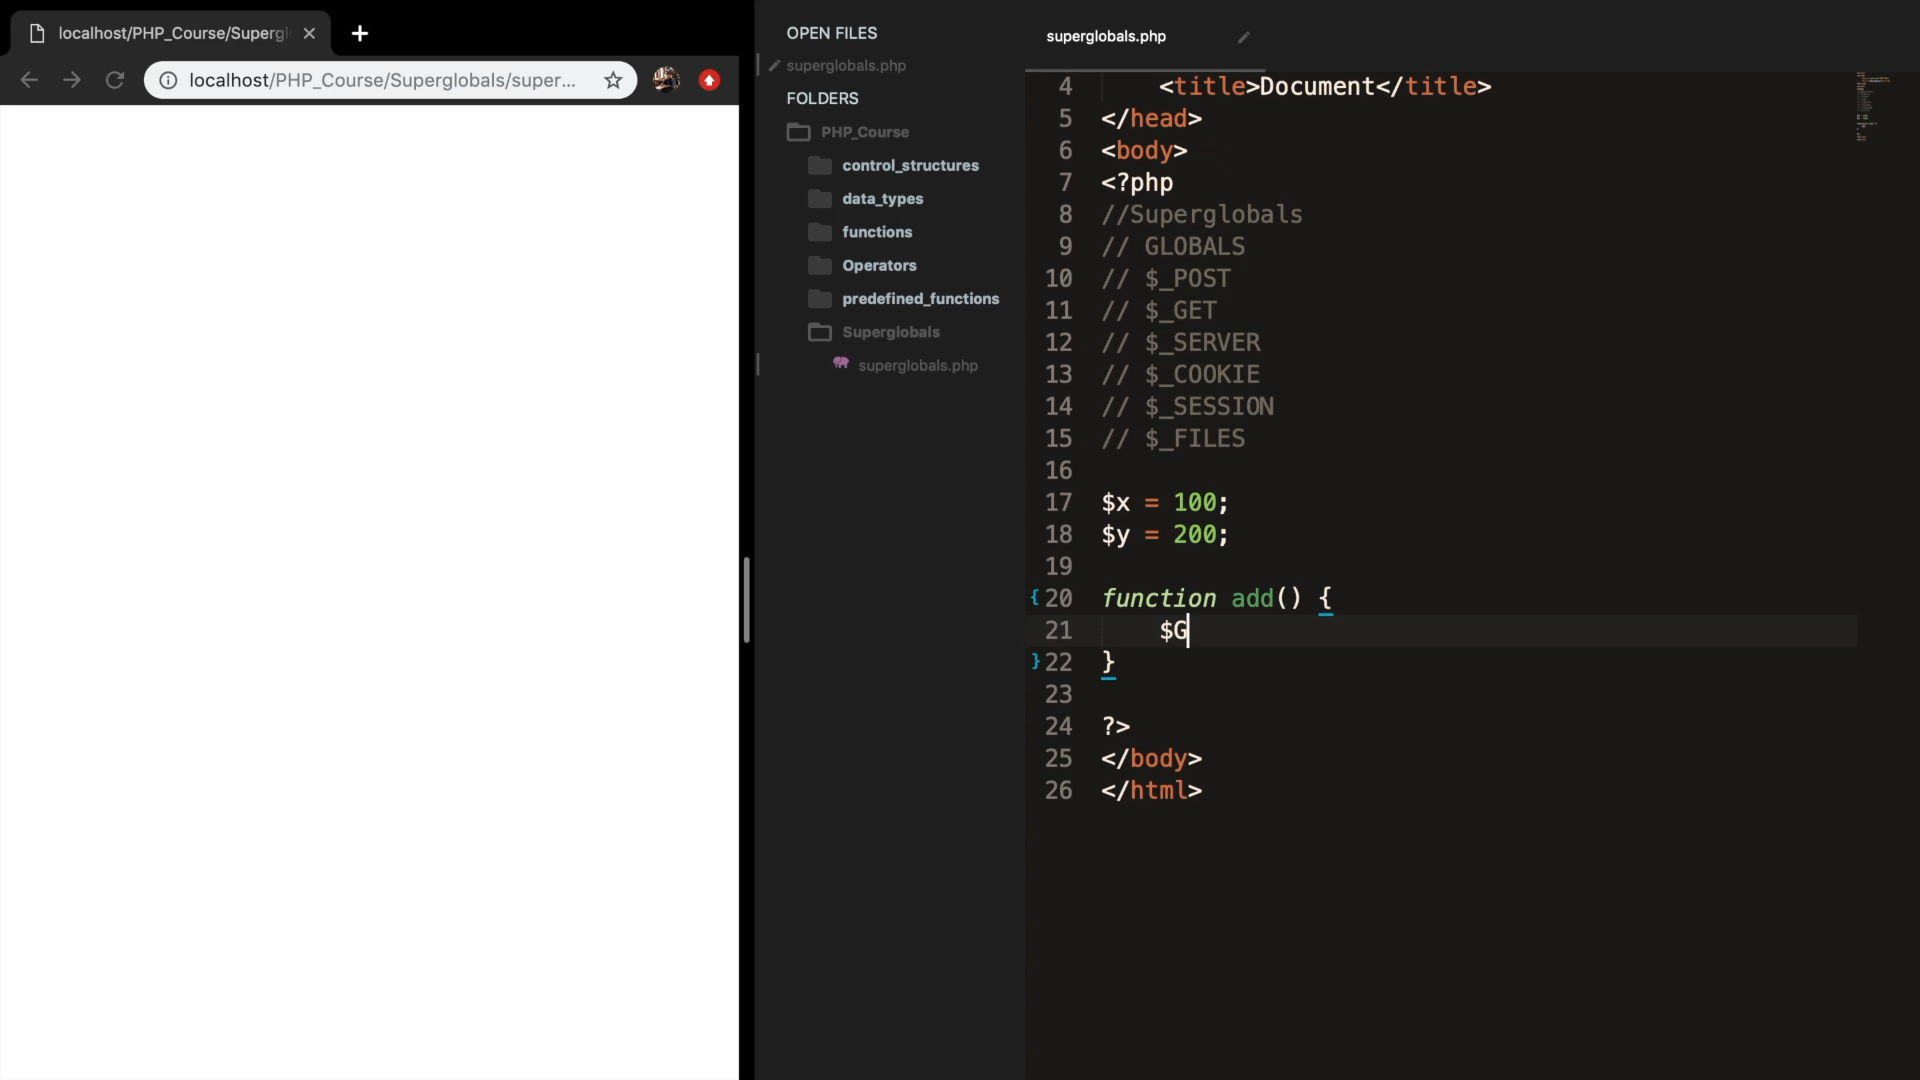 localhost/PHP_Course/Supergl
localhost/PHP_Course/Superglobals/super...
OPEN FILES
superglobals.php
FOLDERS
PHP_Course
control_structures
data_types
functions
Operators
predefined_functions
Superglobals
superglobals.php
superglobals.php
4 <title>Document</title>
5 </head>
6 <body>
7 <?php
8 //Superglobals
9 // GLOBALS
10 // $_POST
11 // $_GET
12 // $_SERVER
13 // $_COOKIE
14 // $_SESSION
15 // $_FILES
16
17 $x = 100;
18 $y = 200;
19
{ 20 function add() {
21 $G
} 22 }
23
24 ?>
25 </body>
26 </html>